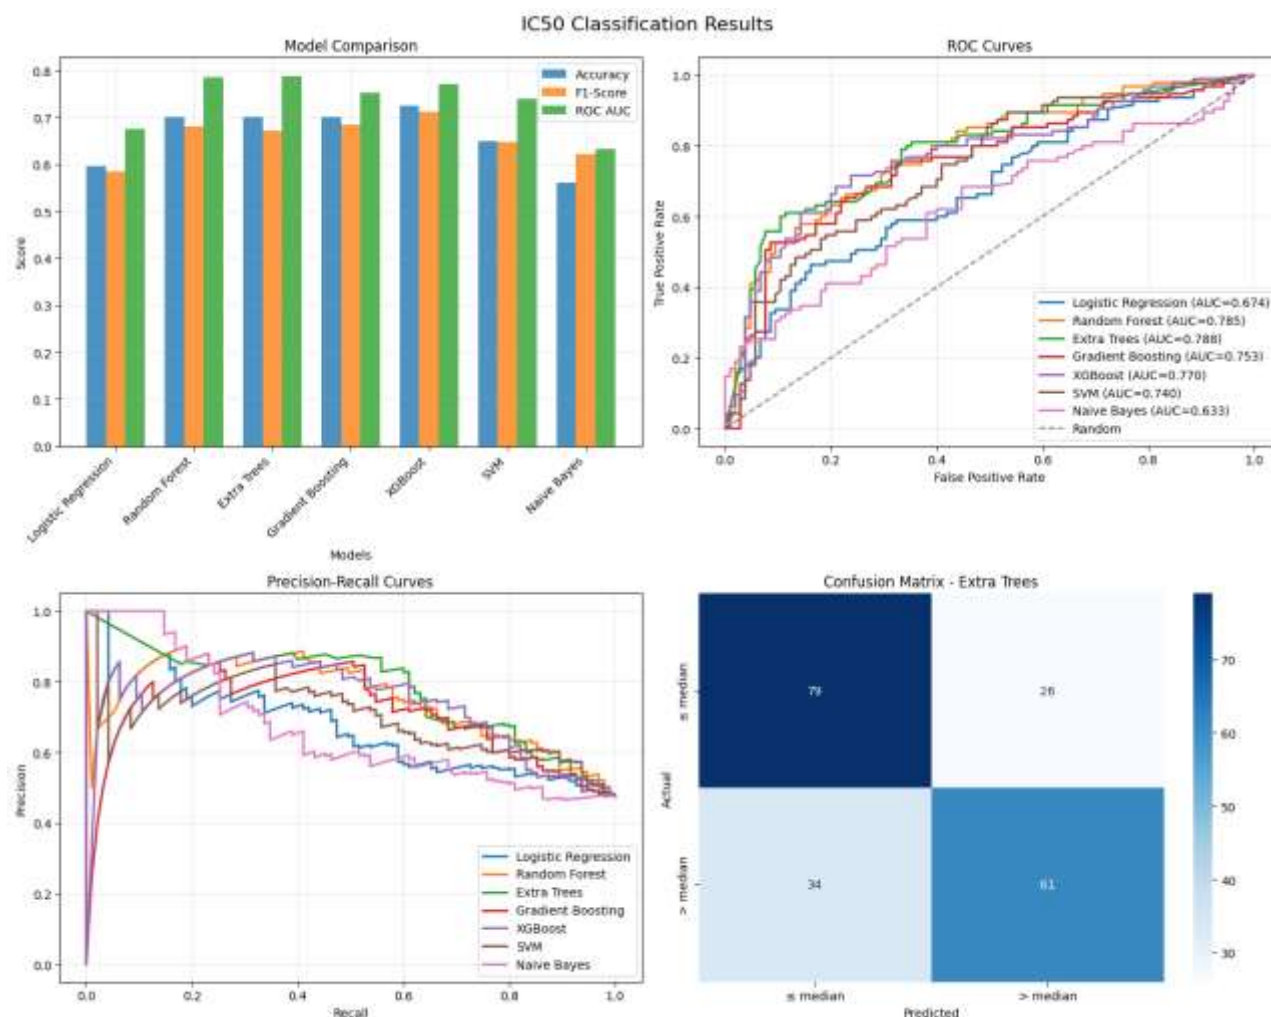 IC50 Classification Results
Model Comparison
Score
0.8
0.7
0.6
0.5
0.4
0.3
0.2
0.1
0.0
Accuracy
F1-Score
ROC AUC
Logistic Regression
Random Forest
Extra Trees
Gradient Boosting
XGBoost
SVM
Naive Bayes
Models
ROC Curves
True Positive Rate
1.0
0.8
0.6
0.4
0.2
0.0
Logistic Regression (AUC=0.674)
Random Forest (AUC=0.785)
Extra Trees (AUC=0.788)
Gradient Boosting (AUC=0.753)
XGBoost (AUC=0.770)
SVM (AUC=0.740)
Naive Bayes (AUC=0.633)
Random
0.0 0.2 0.4 0.6 0.8 1.0
False Positive Rate
Precision-Recall Curves
Precision
1.0
0.8
0.6
0.4
0.2
0.0
Logistic Regression
Random Forest
Extra Trees
Gradient Boosting
XGBoost
SVM
Naive Bayes
0.0 0.2 0.4 0.6 0.8 1.0
Recall
Confusion Matrix - Extra Trees
Actual
≤ median
> median
79 26
34 61
≤ median > median
Predicted
70
60
50
40
30